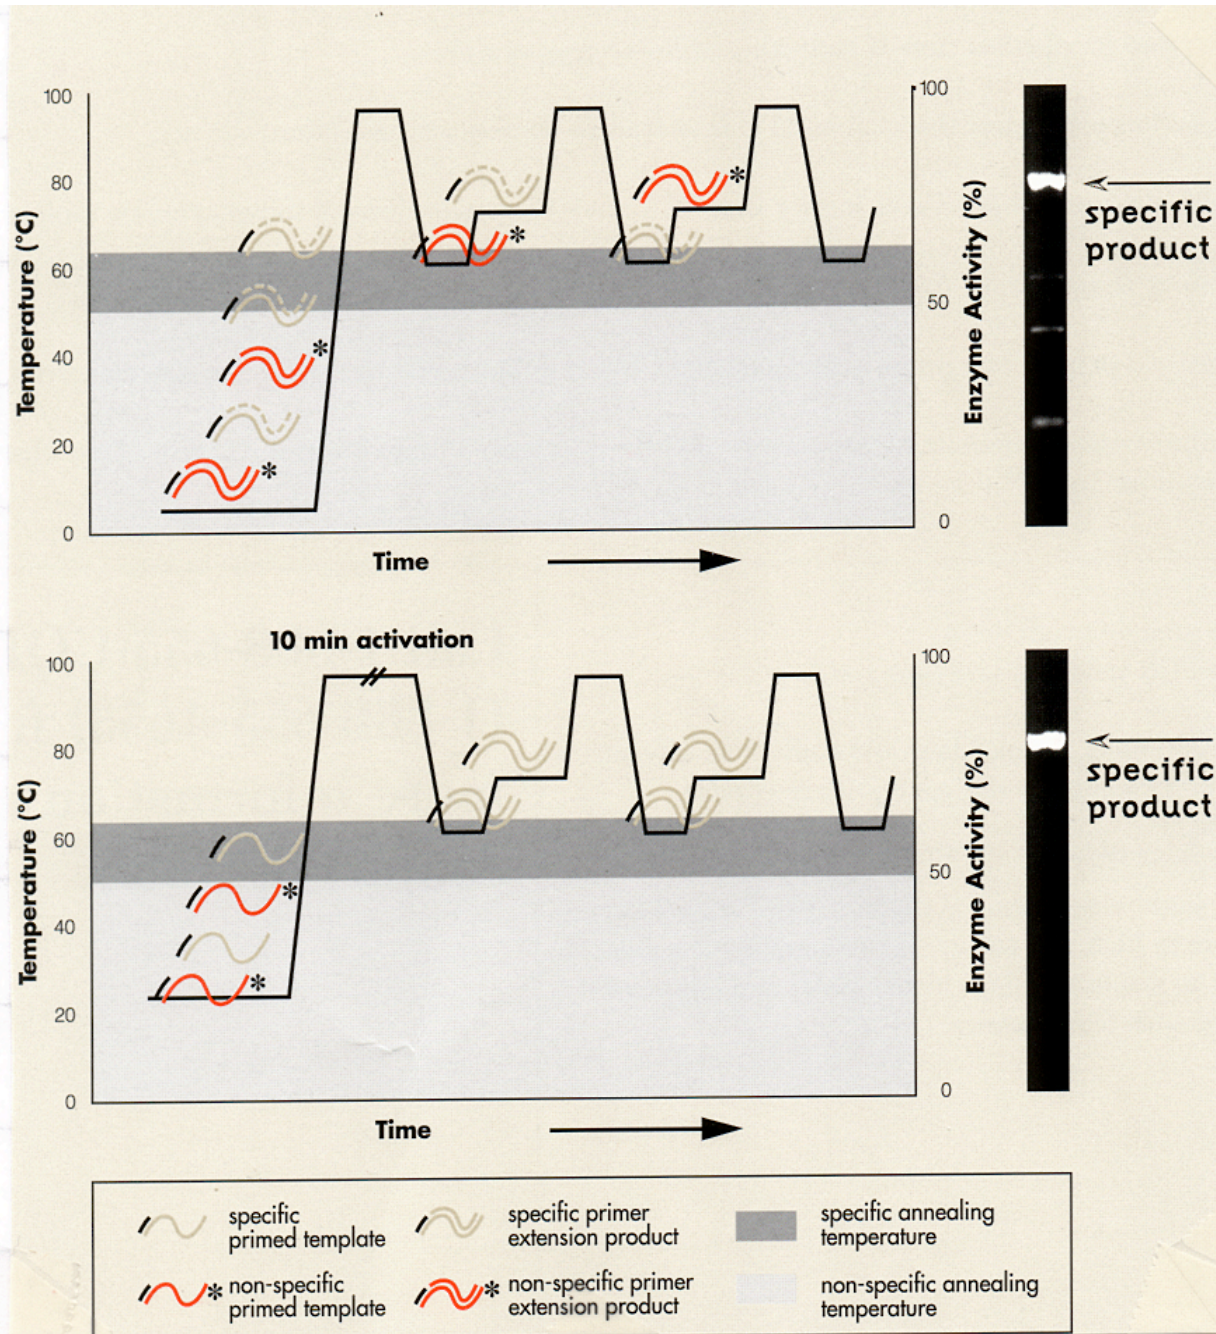 100
80
60
40
20
0
Temperature (°C)
100
50
0
Enzyme Activity (%)
*
*
*
*
Time
specific
product
10 min activation
100
80
60
40
20
0
Temperature (°C)
100
50
0
Enzyme Activity (%)
*
*
Time
specific
product
specific
primed template
specific primer
extension product
specific annealing
temperature
* non-specific
primed template
* non-specific primer
extension product
non-specific annealing
temperature